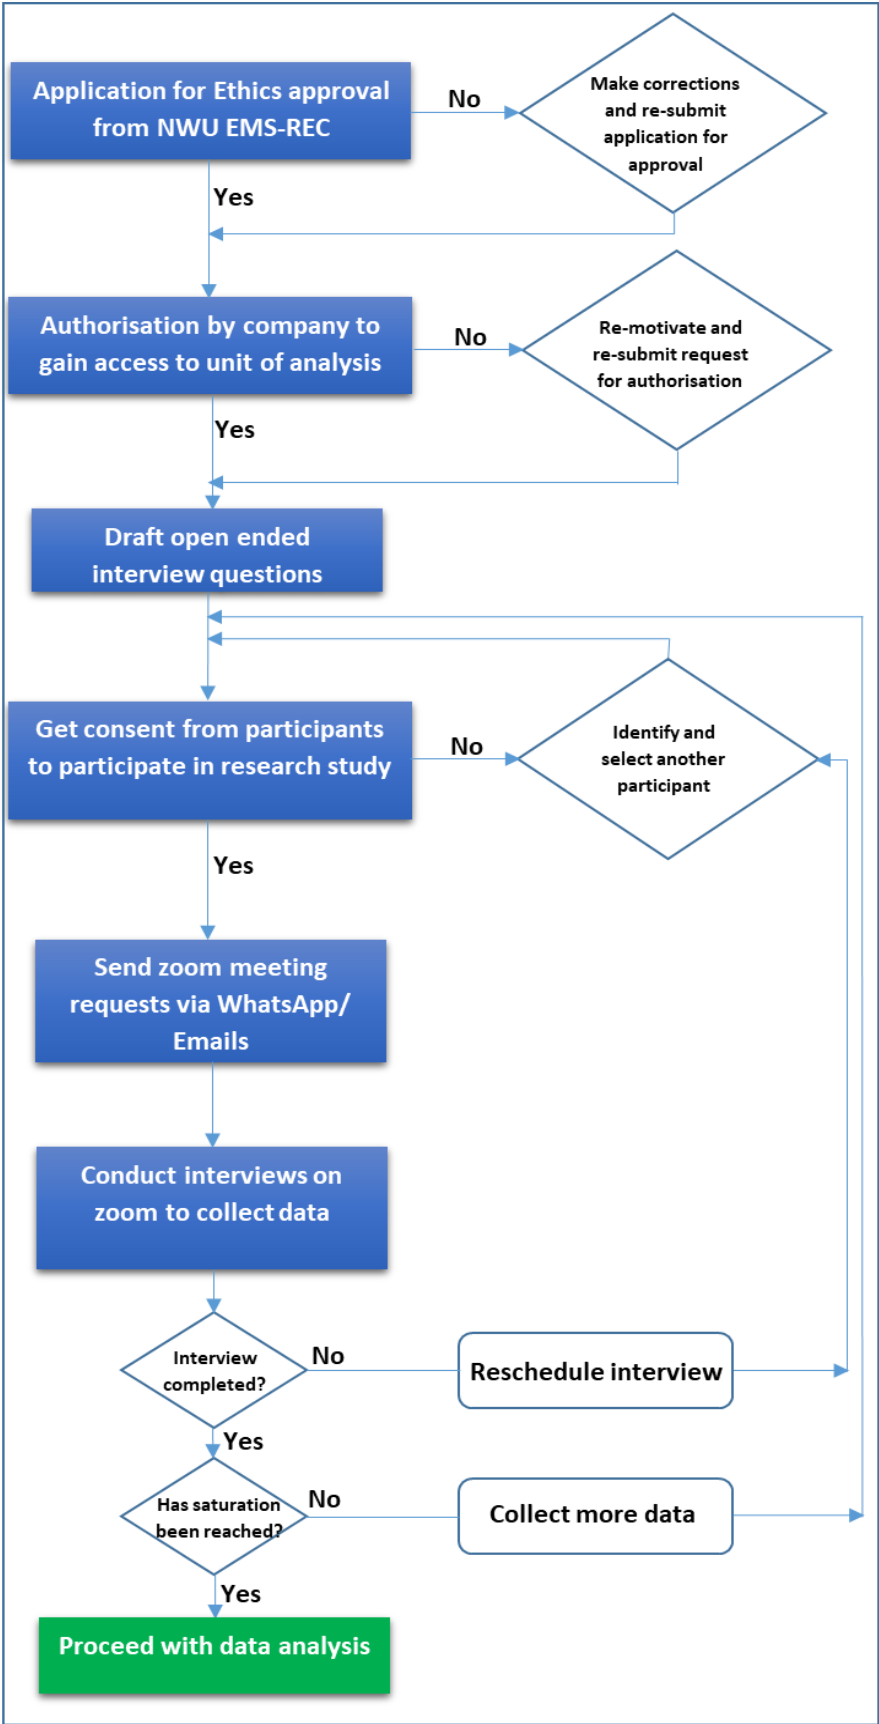 Application for Ethics approval
from NWU EMS-REC
No
Make corrections
and re-submit
application for
approval
Yes
Authorisation by company to
gain access to unit of analysis
No
Re-motivate and
re-submit request
for authorisation
Yes
Draft open ended
interview questions
Get consent from participants
to participate in research study
No
Identify and
select another
participant
Yes
Send zoom meeting
requests via WhatsApp/
Emails
Conduct interviews on
zoom to collect data
Interview
completed?
No
Reschedule interview
Yes
Has saturation
been reached?
No
Collect more data
Yes
Proceed with data analysis